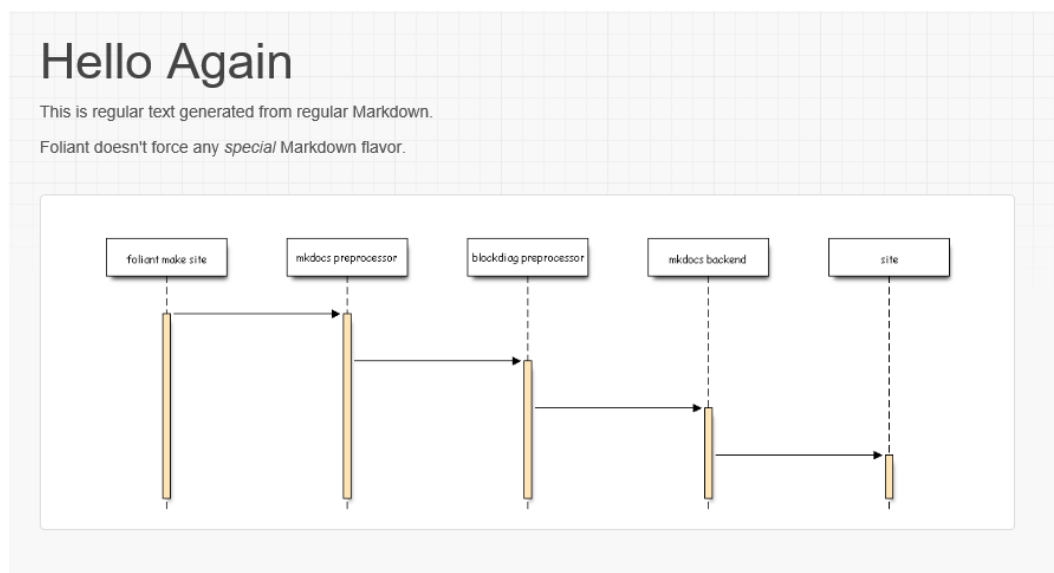 Hello Again
This is regular text generated from regular Markdown.
Foliant doesn't force any special Markdown flavor.
foliant make site
mkdocs preprocessor
blockdiag preprocessor
mkdocs backend
site